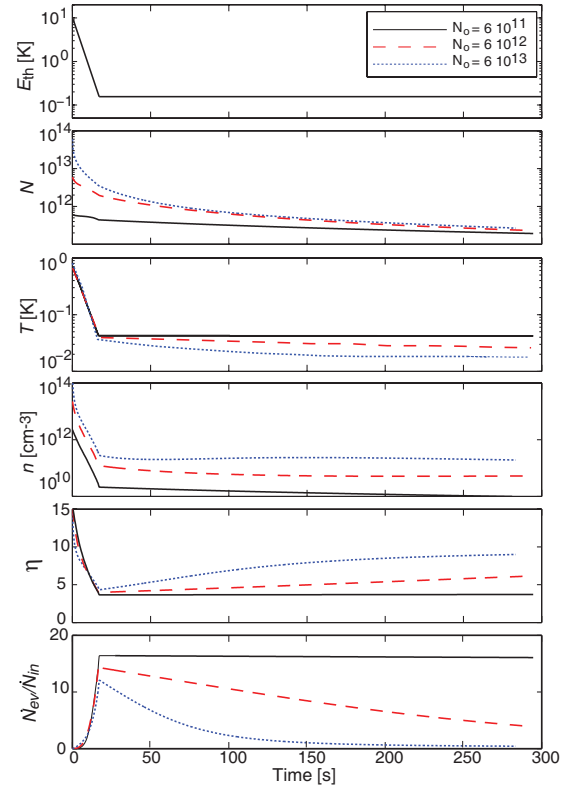 10¹
E_th [K]
10⁰
10⁻¹
N₀ = 6 10¹¹
N₀ = 6 10¹²
N₀ = 6 10¹³
10¹⁴
10¹³
N
10¹²
10⁰
T [K]
10⁻¹
10⁻²
10¹⁴
n [cm-3]
10¹²
10¹⁰
15
10
η
5
0
20
Ṅ_ev/Ṅ_in
10
0
0 50 100 150 200 250 300
Time [s]